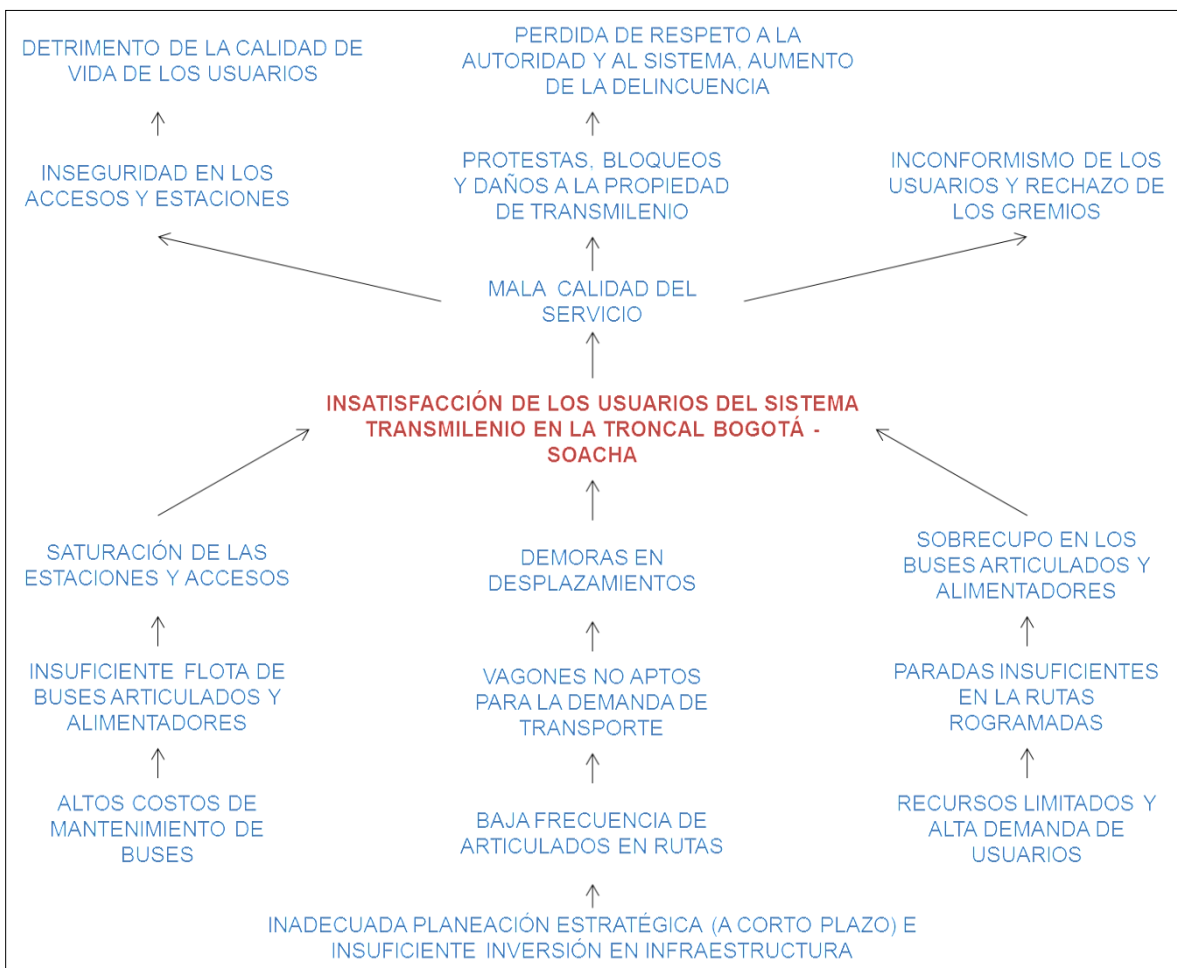 DETRIMENTO DE LA CALIDAD DE
VIDA DE LOS USUARIOS
PERDIDA DE RESPETO A LA
AUTORIDAD Y AL SISTEMA, AUMENTO
DE LA DELINCUENCIA
INSEGURIDAD EN LOS
ACCESOS Y ESTACIONES
PROTESTAS, BLOQUEOS
Y DAÑOS A LA PROPIEDAD
DE TRANSMILENIO
INCONFORMISMO DE LOS
USUARIOS Y RECHAZO DE
LOS GREMIOS
MALA CALIDAD DEL
SERVICIO
INSATISFACCIÓN DE LOS USUARIOS DEL SISTEMA
TRANSMILENIO EN LA TRONCAL BOGOTÁ -
SOACHA
SATURACIÓN DE LAS
ESTACIONES Y ACCESOS
DEMORAS EN
DESPLAZAMIENTOS
SOBRECUPO EN LOS
BUSES ARTICULADOS Y
ALIMENTADORES
INSUFICIENTE FLOTA DE
BUSES ARTICULADOS Y
ALIMENTADORES
VAGONES NO APTOS
PARA LA DEMANDA DE
TRANSPORTE
PARADAS INSUFICIENTES
EN LA RUTAS
ROGRAMADAS
ALTOS COSTOS DE
MANTENIMIENTO DE
BUSES
BAJA FRECUENCIA DE
ARTICULADOS EN RUTAS
RECURSOS LIMITADOS Y
ALTA DEMANDA DE
USUARIOS
INADECUADA PLANEACIÓN ESTRATÉGICA (A CORTO PLAZO) E
INSUFICIENTE INVERSIÓN EN INFRAESTRUCTURA